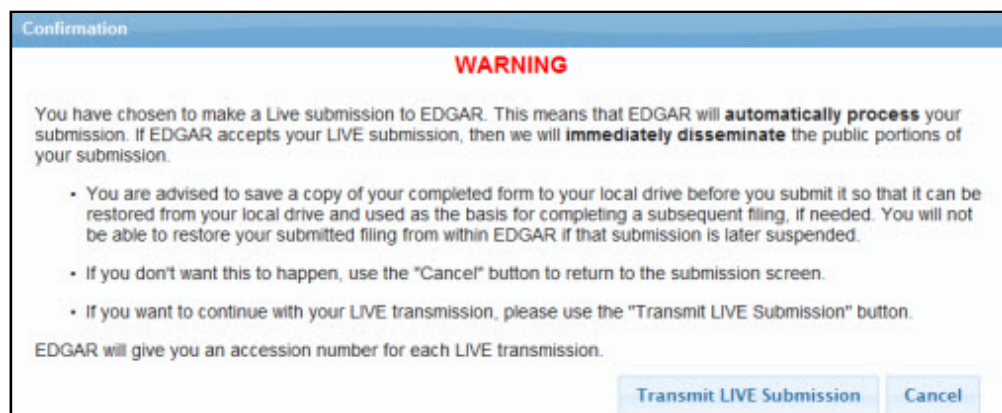 Confirmation
WARNING
You have chosen to make a Live submission to EDGAR. This means that EDGAR will automatically process your
submission. If EDGAR accepts your LIVE submission, then we will immediately disseminate the public portions of
your submission.
• You are advised to save a copy of your completed form to your local drive before you submit it so that it can be
restored from your local drive and used as the basis for completing a subsequent filing, if needed. You will not
be able to restore your submitted filing from within EDGAR if that submission is later suspended.
• If you don't want this to happen, use the "Cancel" button to return to the submission screen.
• If you want to continue with your LIVE transmission, please use the "Transmit LIVE Submission" button.
EDGAR will give you an accession number for each LIVE transmission.
Transmit LIVE Submission Cancel